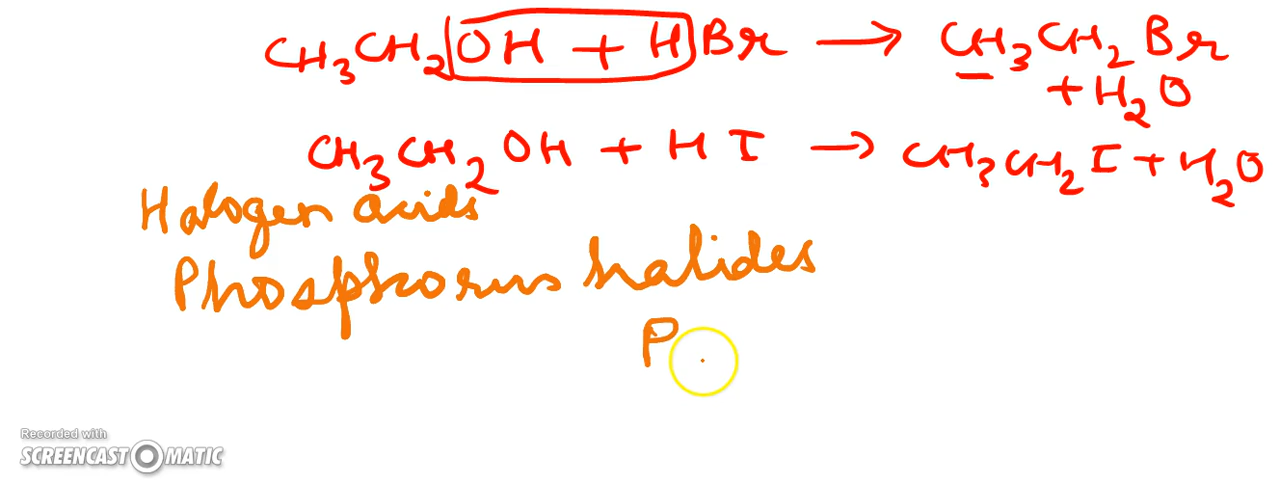 CH3CH2OH + HBr → CH3CH2Br
+ H2O
CH3CH2OH + HI → CH3CH2I + H2O
Halogen acids
Phosphorus halides
P
Recorded with
SCREENCAST O MATIC